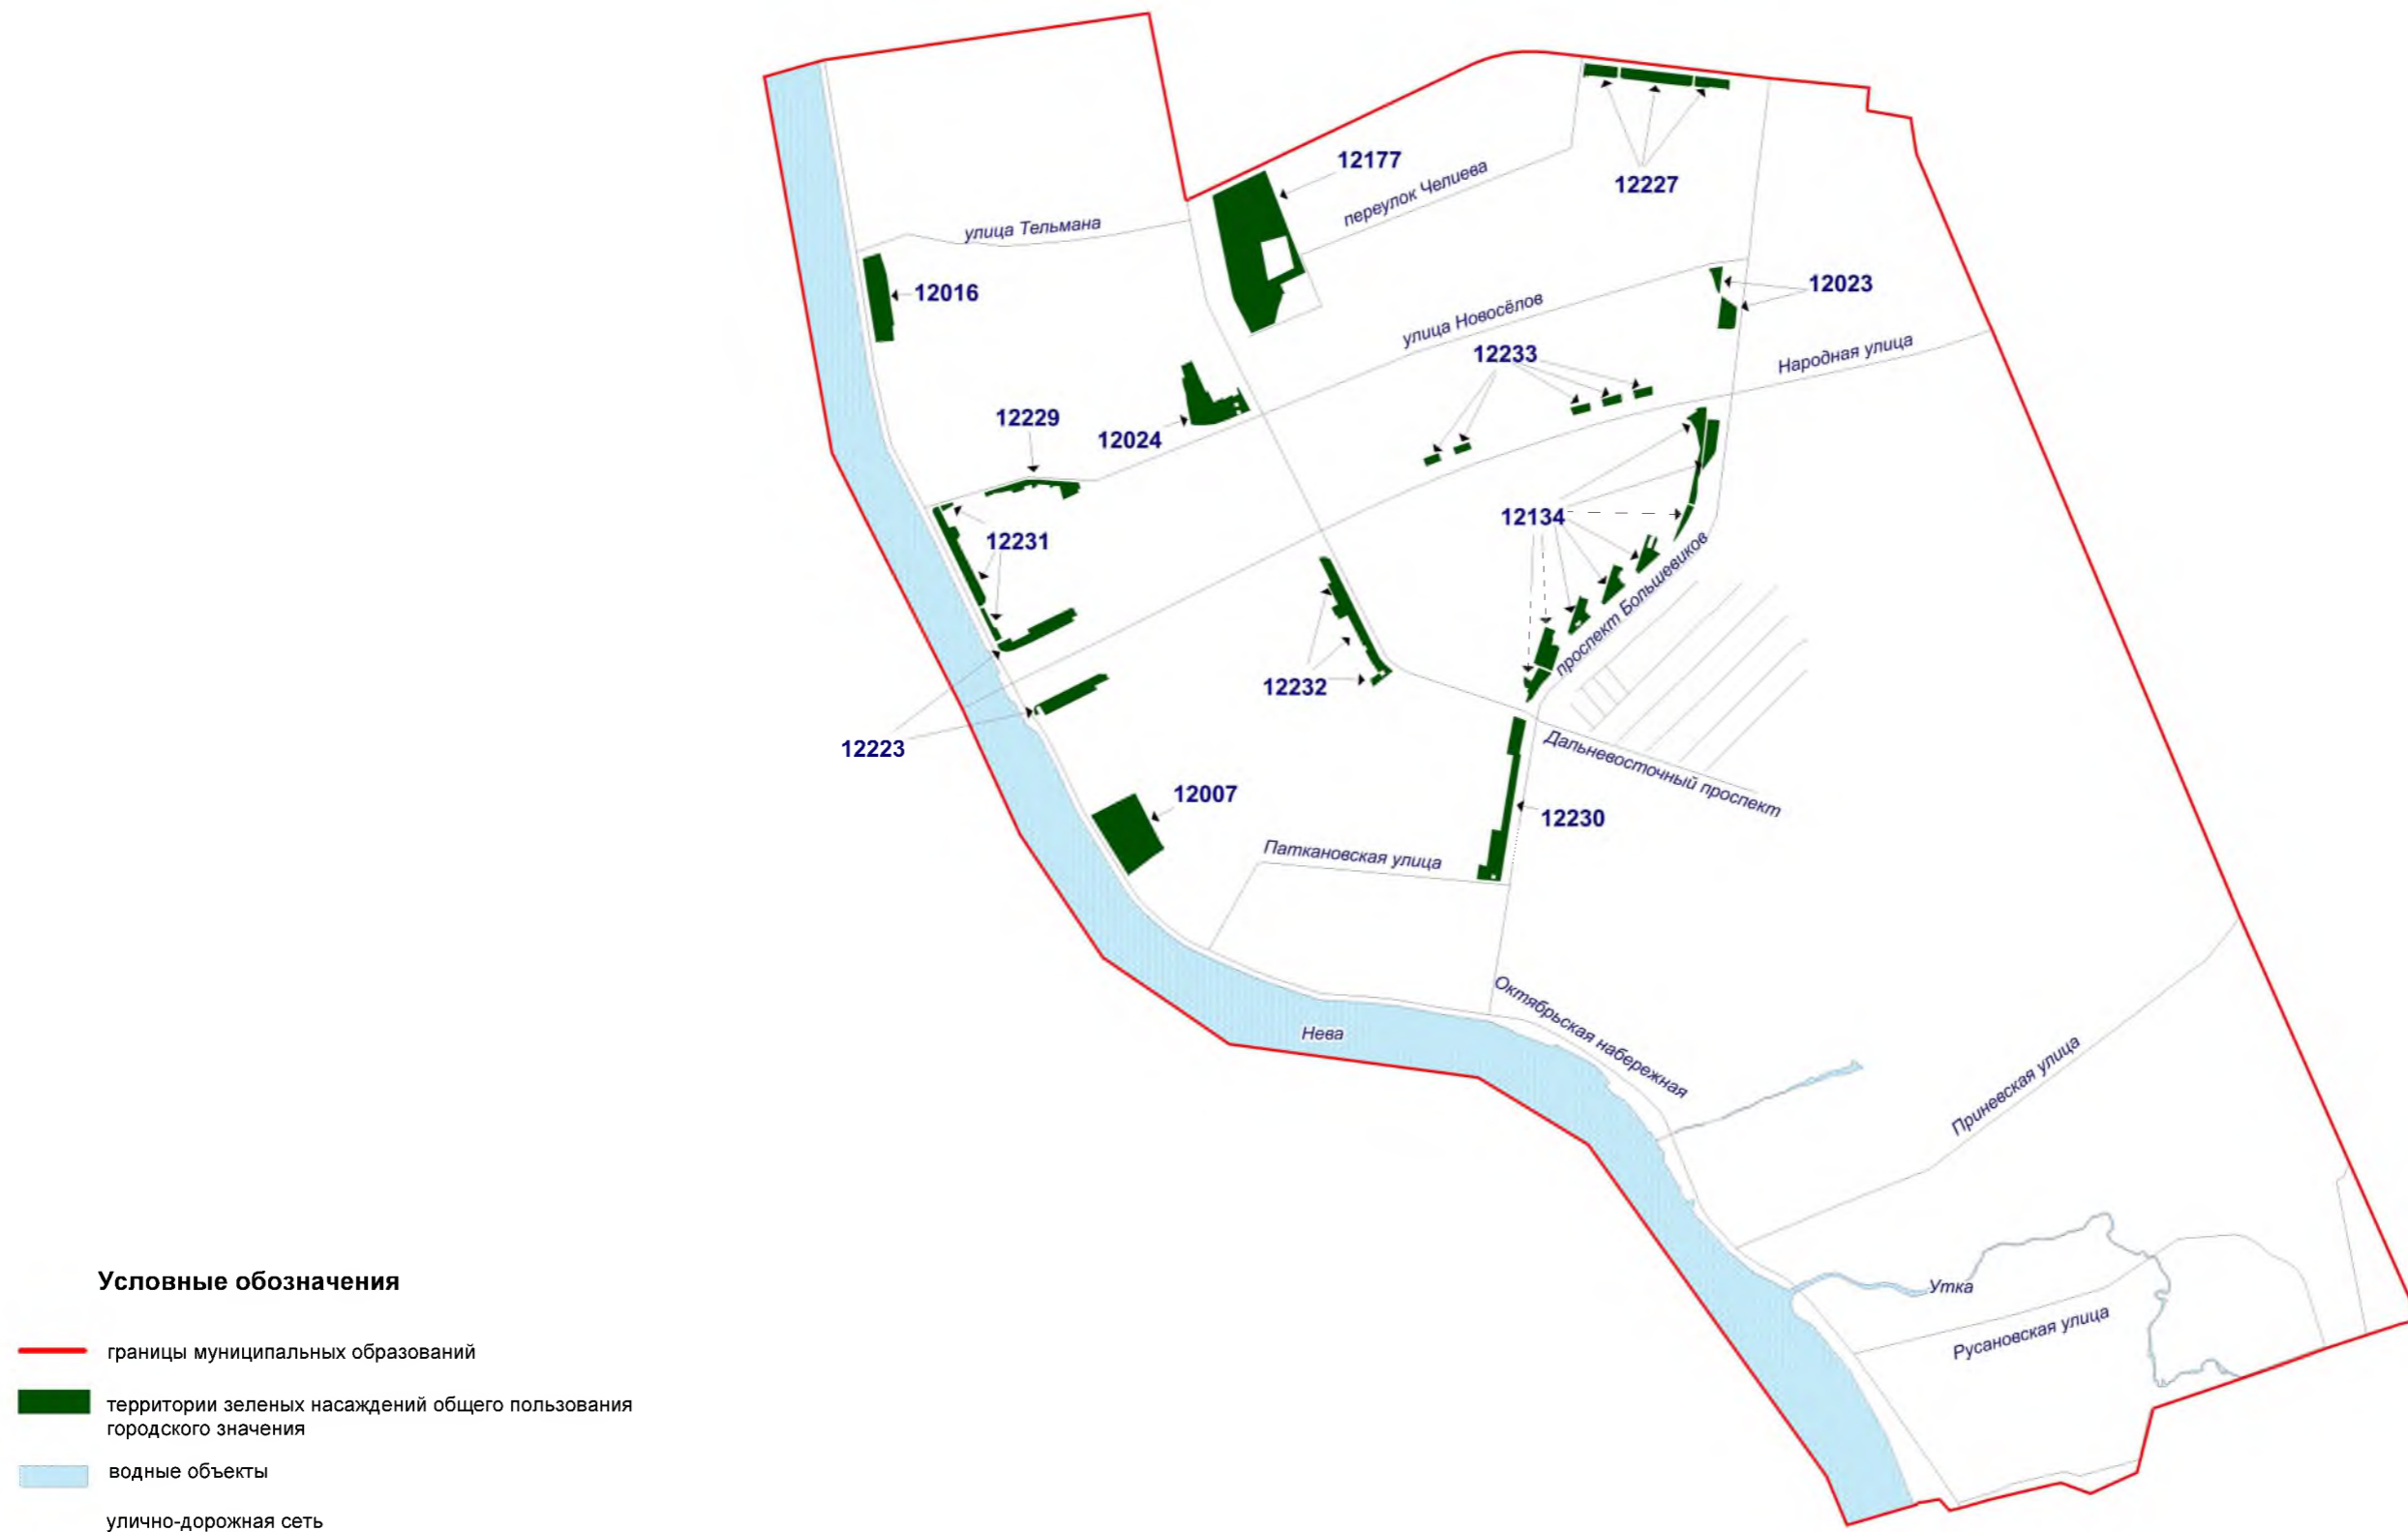 12177
12227
переулок Челиева
улица Тельмана
12016
12023
улица Новосёлов
Народная улица
12233
12229
12024
12134
12231
проспект Большевиков
12232
12223
Дальневосточный проспект
12007
12230
Паткановская улица
Октябрьская набережная
Нева
Приневская улица
Утка
Русановская улица
Условные обозначения
границы муниципальных образований
территории зеленых насаждений общего пользования
городского значения
водные объекты
улично-дорожная сеть